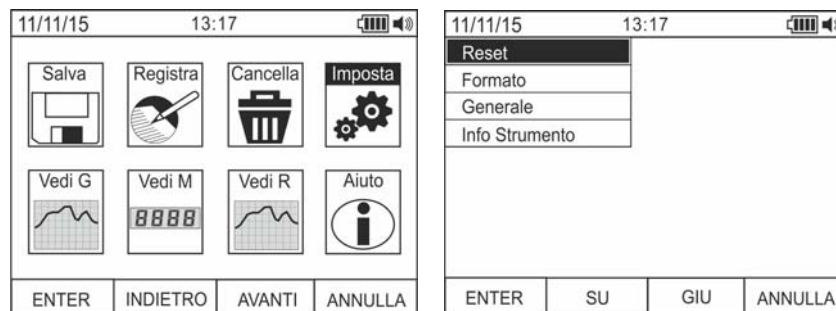 11/11/15 13:17
Salva Registra Cancella Imposta
Vedi G Vedi M Vedi R Aiuto
8888
ENTER INDIETRO AVANTI ANNULLA
11/11/15 13:17
Reset
Formato
Generale
Info Strumento
ENTER SU GIU ANNULLA